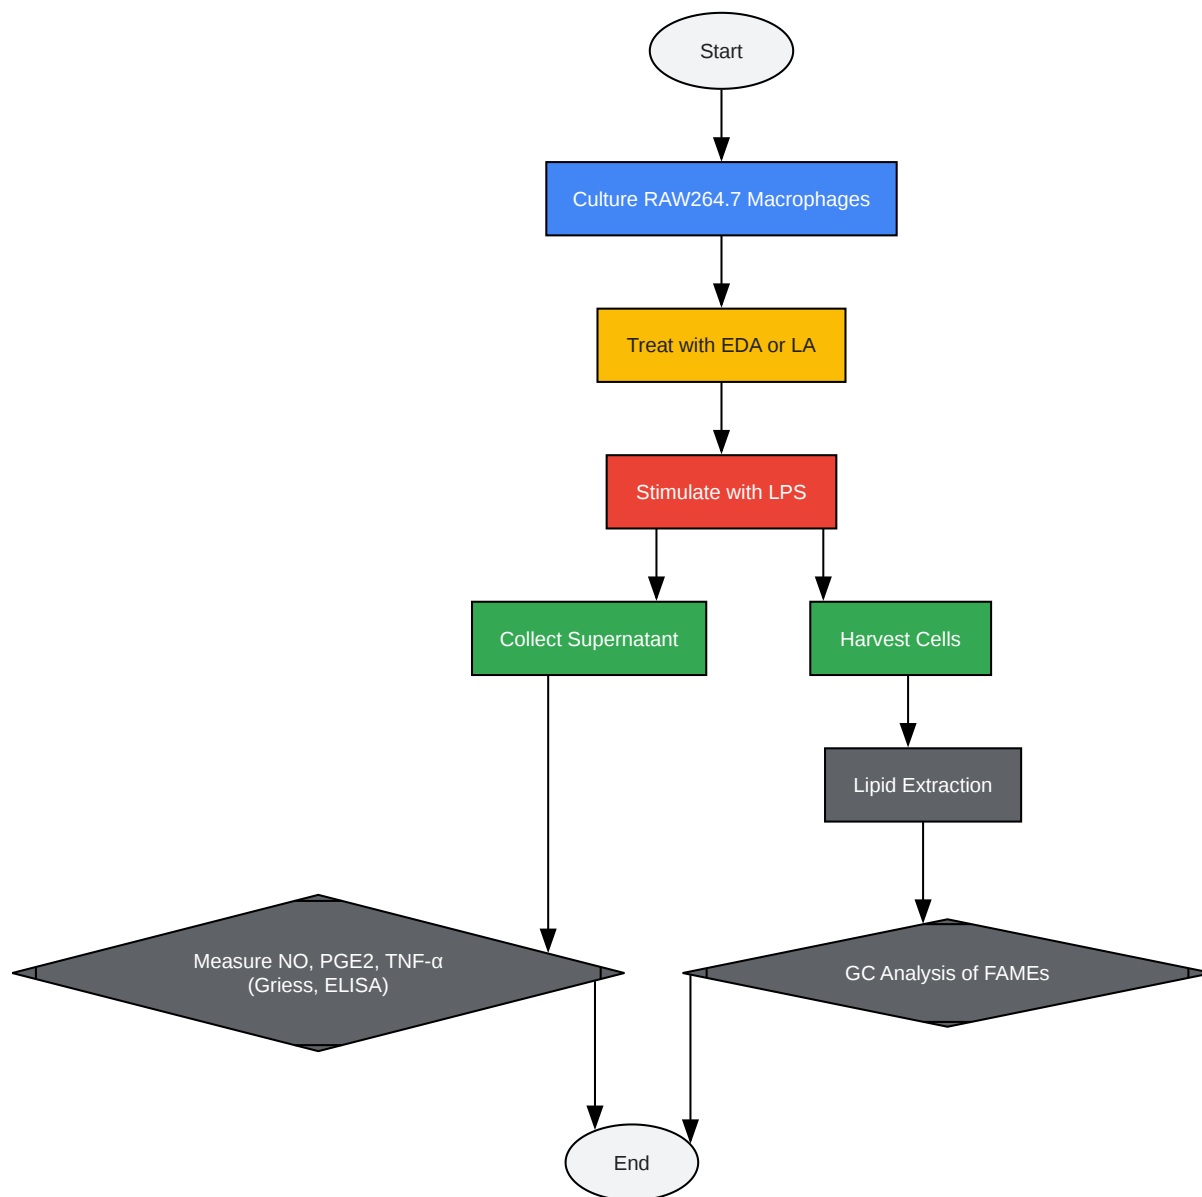 Start
Culture RAW264.7 Macrophages
Treat with EDA or LA
Stimulate with LPS
Collect Supernatant
Harvest Cells
Lipid Extraction
Measure NO, PGE2, TNF-α
(Griess, ELISA)
GC Analysis of FAMEs
End